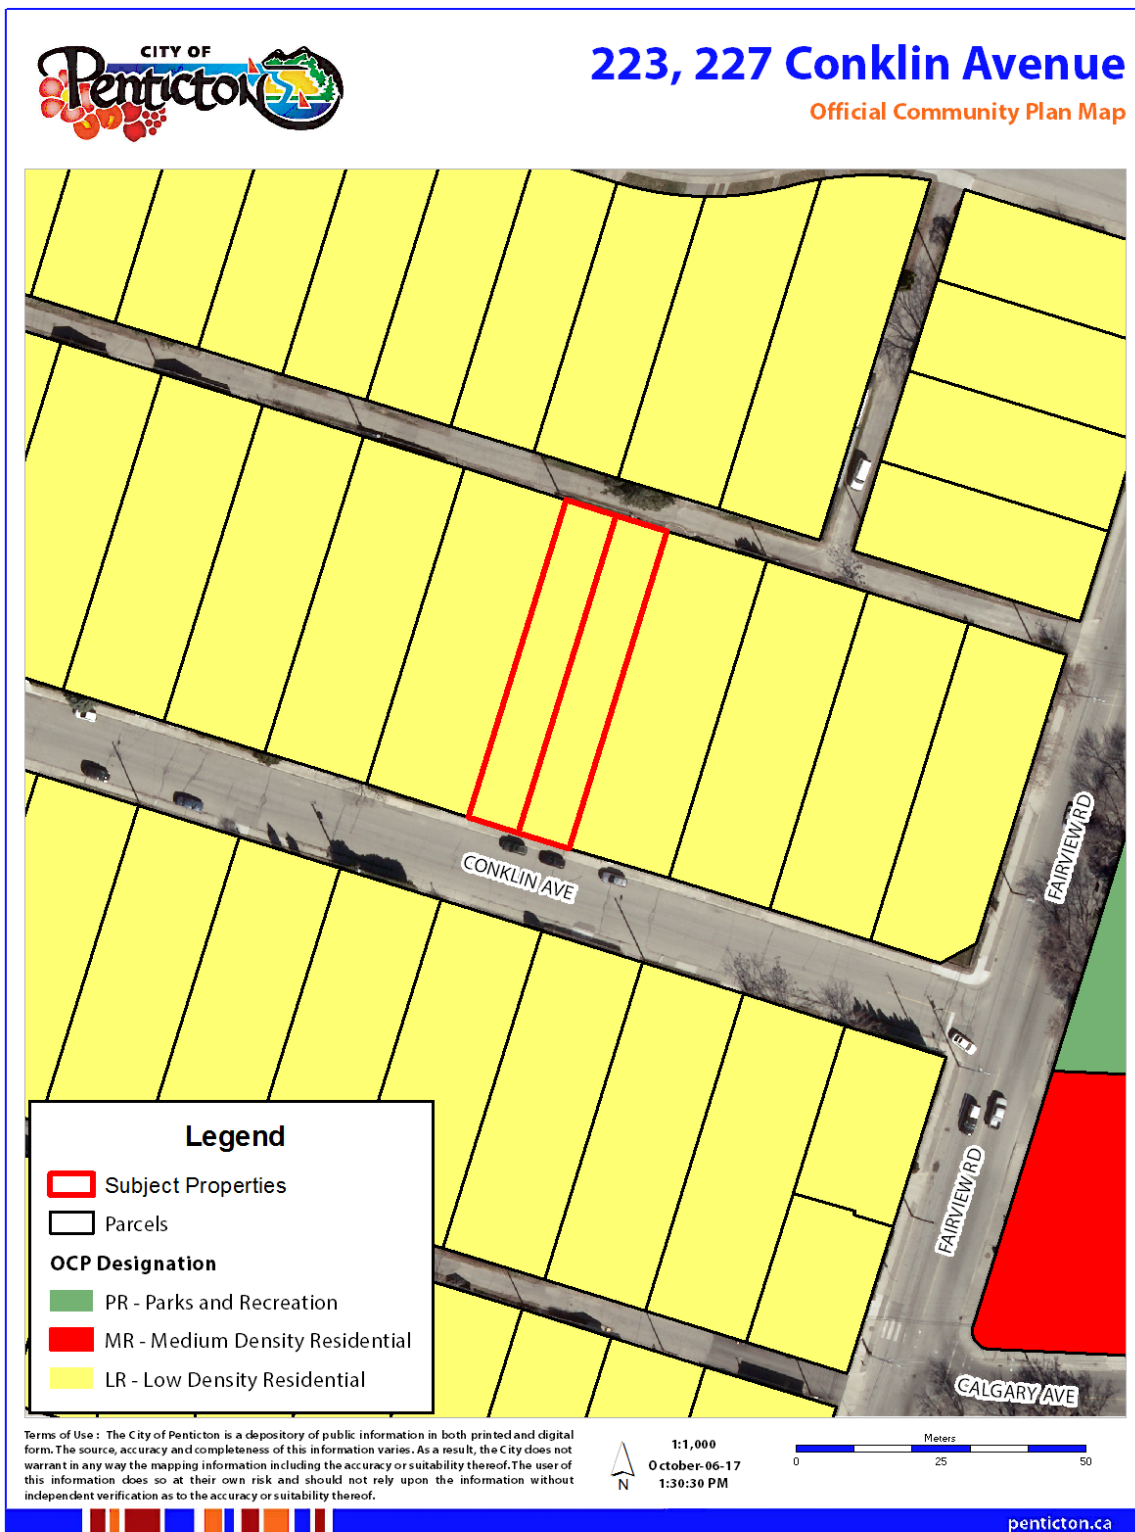 CITY OF
Penticton
223, 227 Conklin Avenue
Official Community Plan Map
FAIRVIEW RD
CONKLIN AVE
FAIRVIEW RD
CALGARY AVE
Legend
Subject Properties
Parcels
OCP Designation
PR - Parks and Recreation
MR - Medium Density Residential
LR - Low Density Residential
Terms of Use : The City of Penticton is a depository of public information in both printed and digital
form. The source, accuracy and completeness of this information varies. As a result, the City does not
warrant in any way the mapping information including the accuracy or suitability thereof. The user of
this information does so at their own risk and should not rely upon the information without
independent verification as to the accuracy or suitability thereof.
N
1:1,000
October-06-17
1:30:30 PM
Meters
0 25 50
penticton.ca